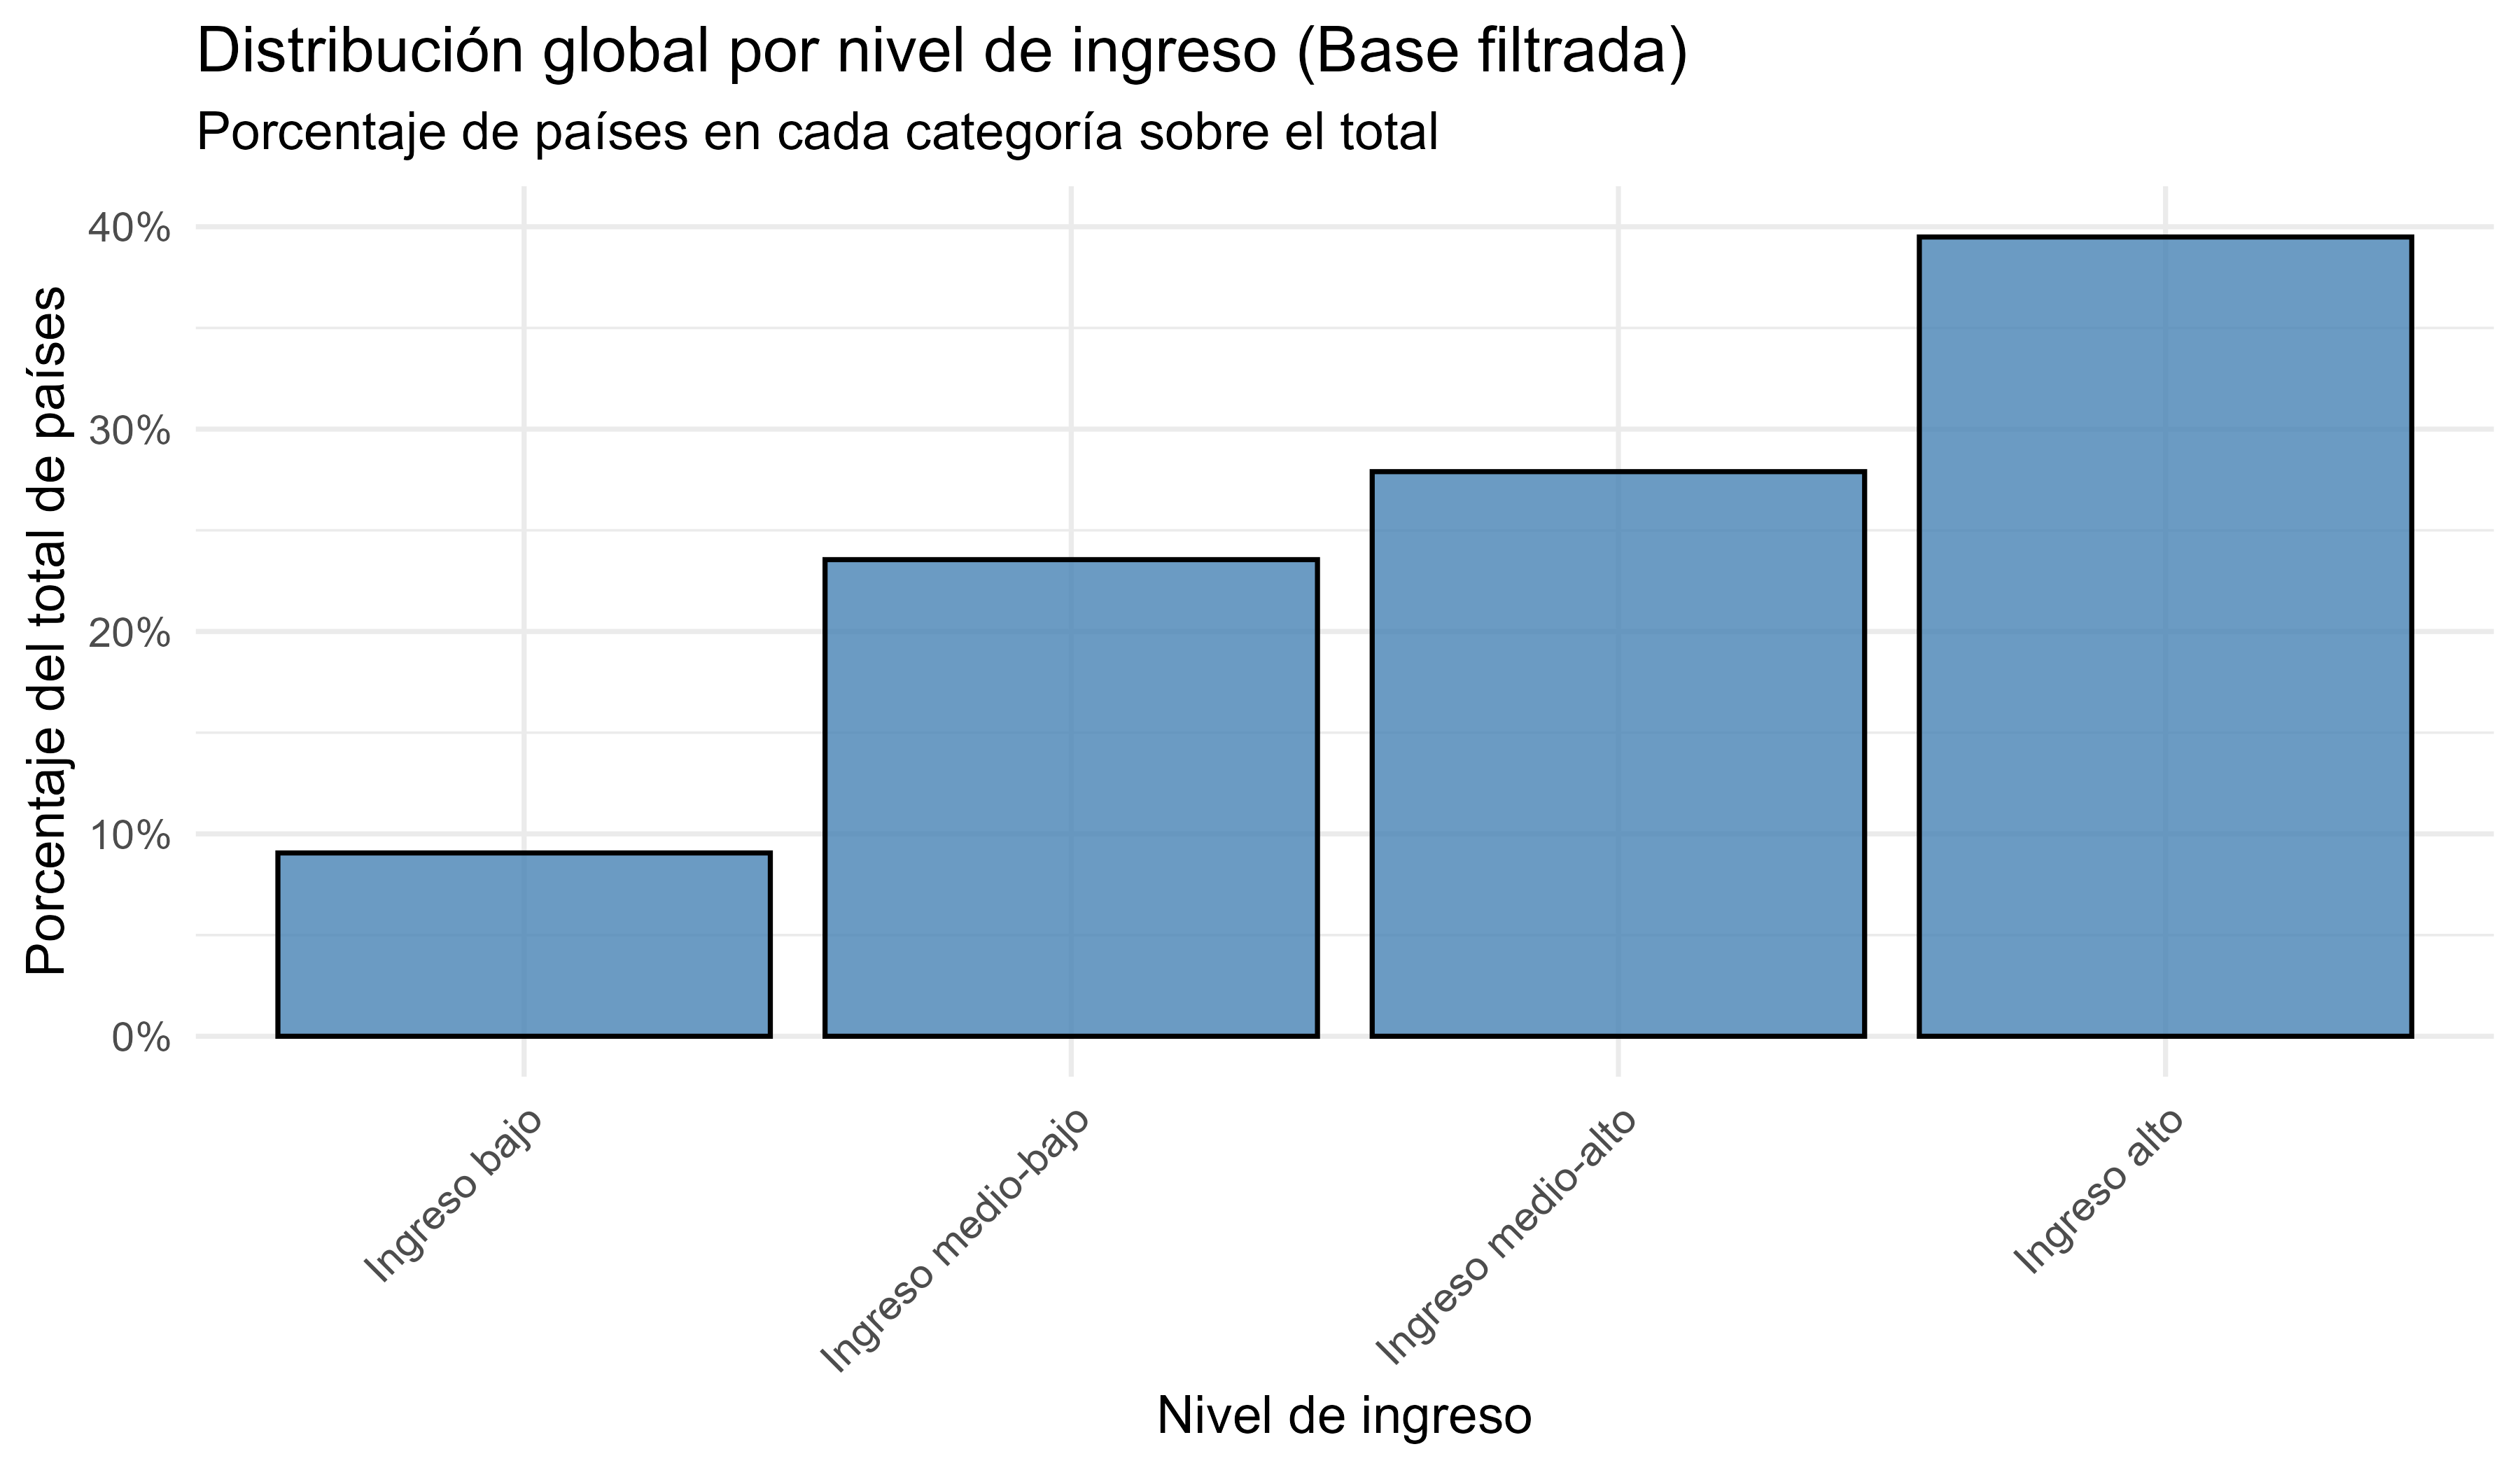 Distribución global por nivel de ingreso (Base filtrada)
Porcentaje de países en cada categoría sobre el total
Porcentaje del total de países
40%
30%
20%
10%
0%
Ingreso bajo
Ingreso medio-bajo
Ingreso medio-alto
Ingreso alto
Nivel de ingreso